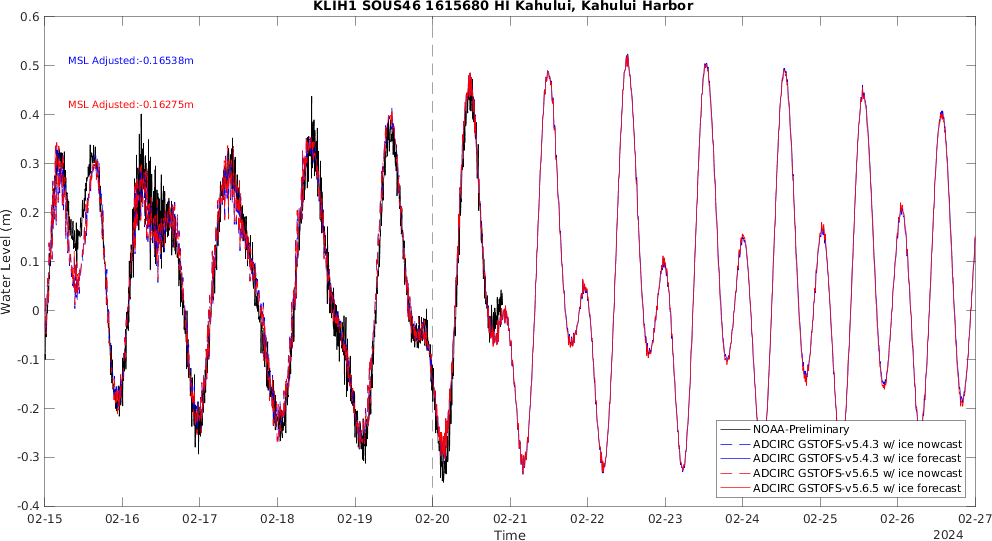 KLIH1 SOUS46 1615680 HI Kahului, Kahului Harbor
0.6
0.5
0.4
0.3
0.2
0.1
0
-0.1
-0.2
-0.3
-0.4
Water Level (m)
MSL Adjusted:-0.16538m
MSL Adjusted:-0.16275m
NOAA-Preliminary
ADCIRC GSTOFS-v5.4.3 w/ ice nowcast
ADCIRC GSTOFS-v5.4.3 w/ ice forecast
ADCIRC GSTOFS-v5.6.5 w/ ice nowcast
ADCIRC GSTOFS-v5.6.5 w/ ice forecast
02-15 02-16 02-17 02-18 02-19 02-20 02-21 02-22 02-23 02-24 02-25 02-26 02-27
Time
2024